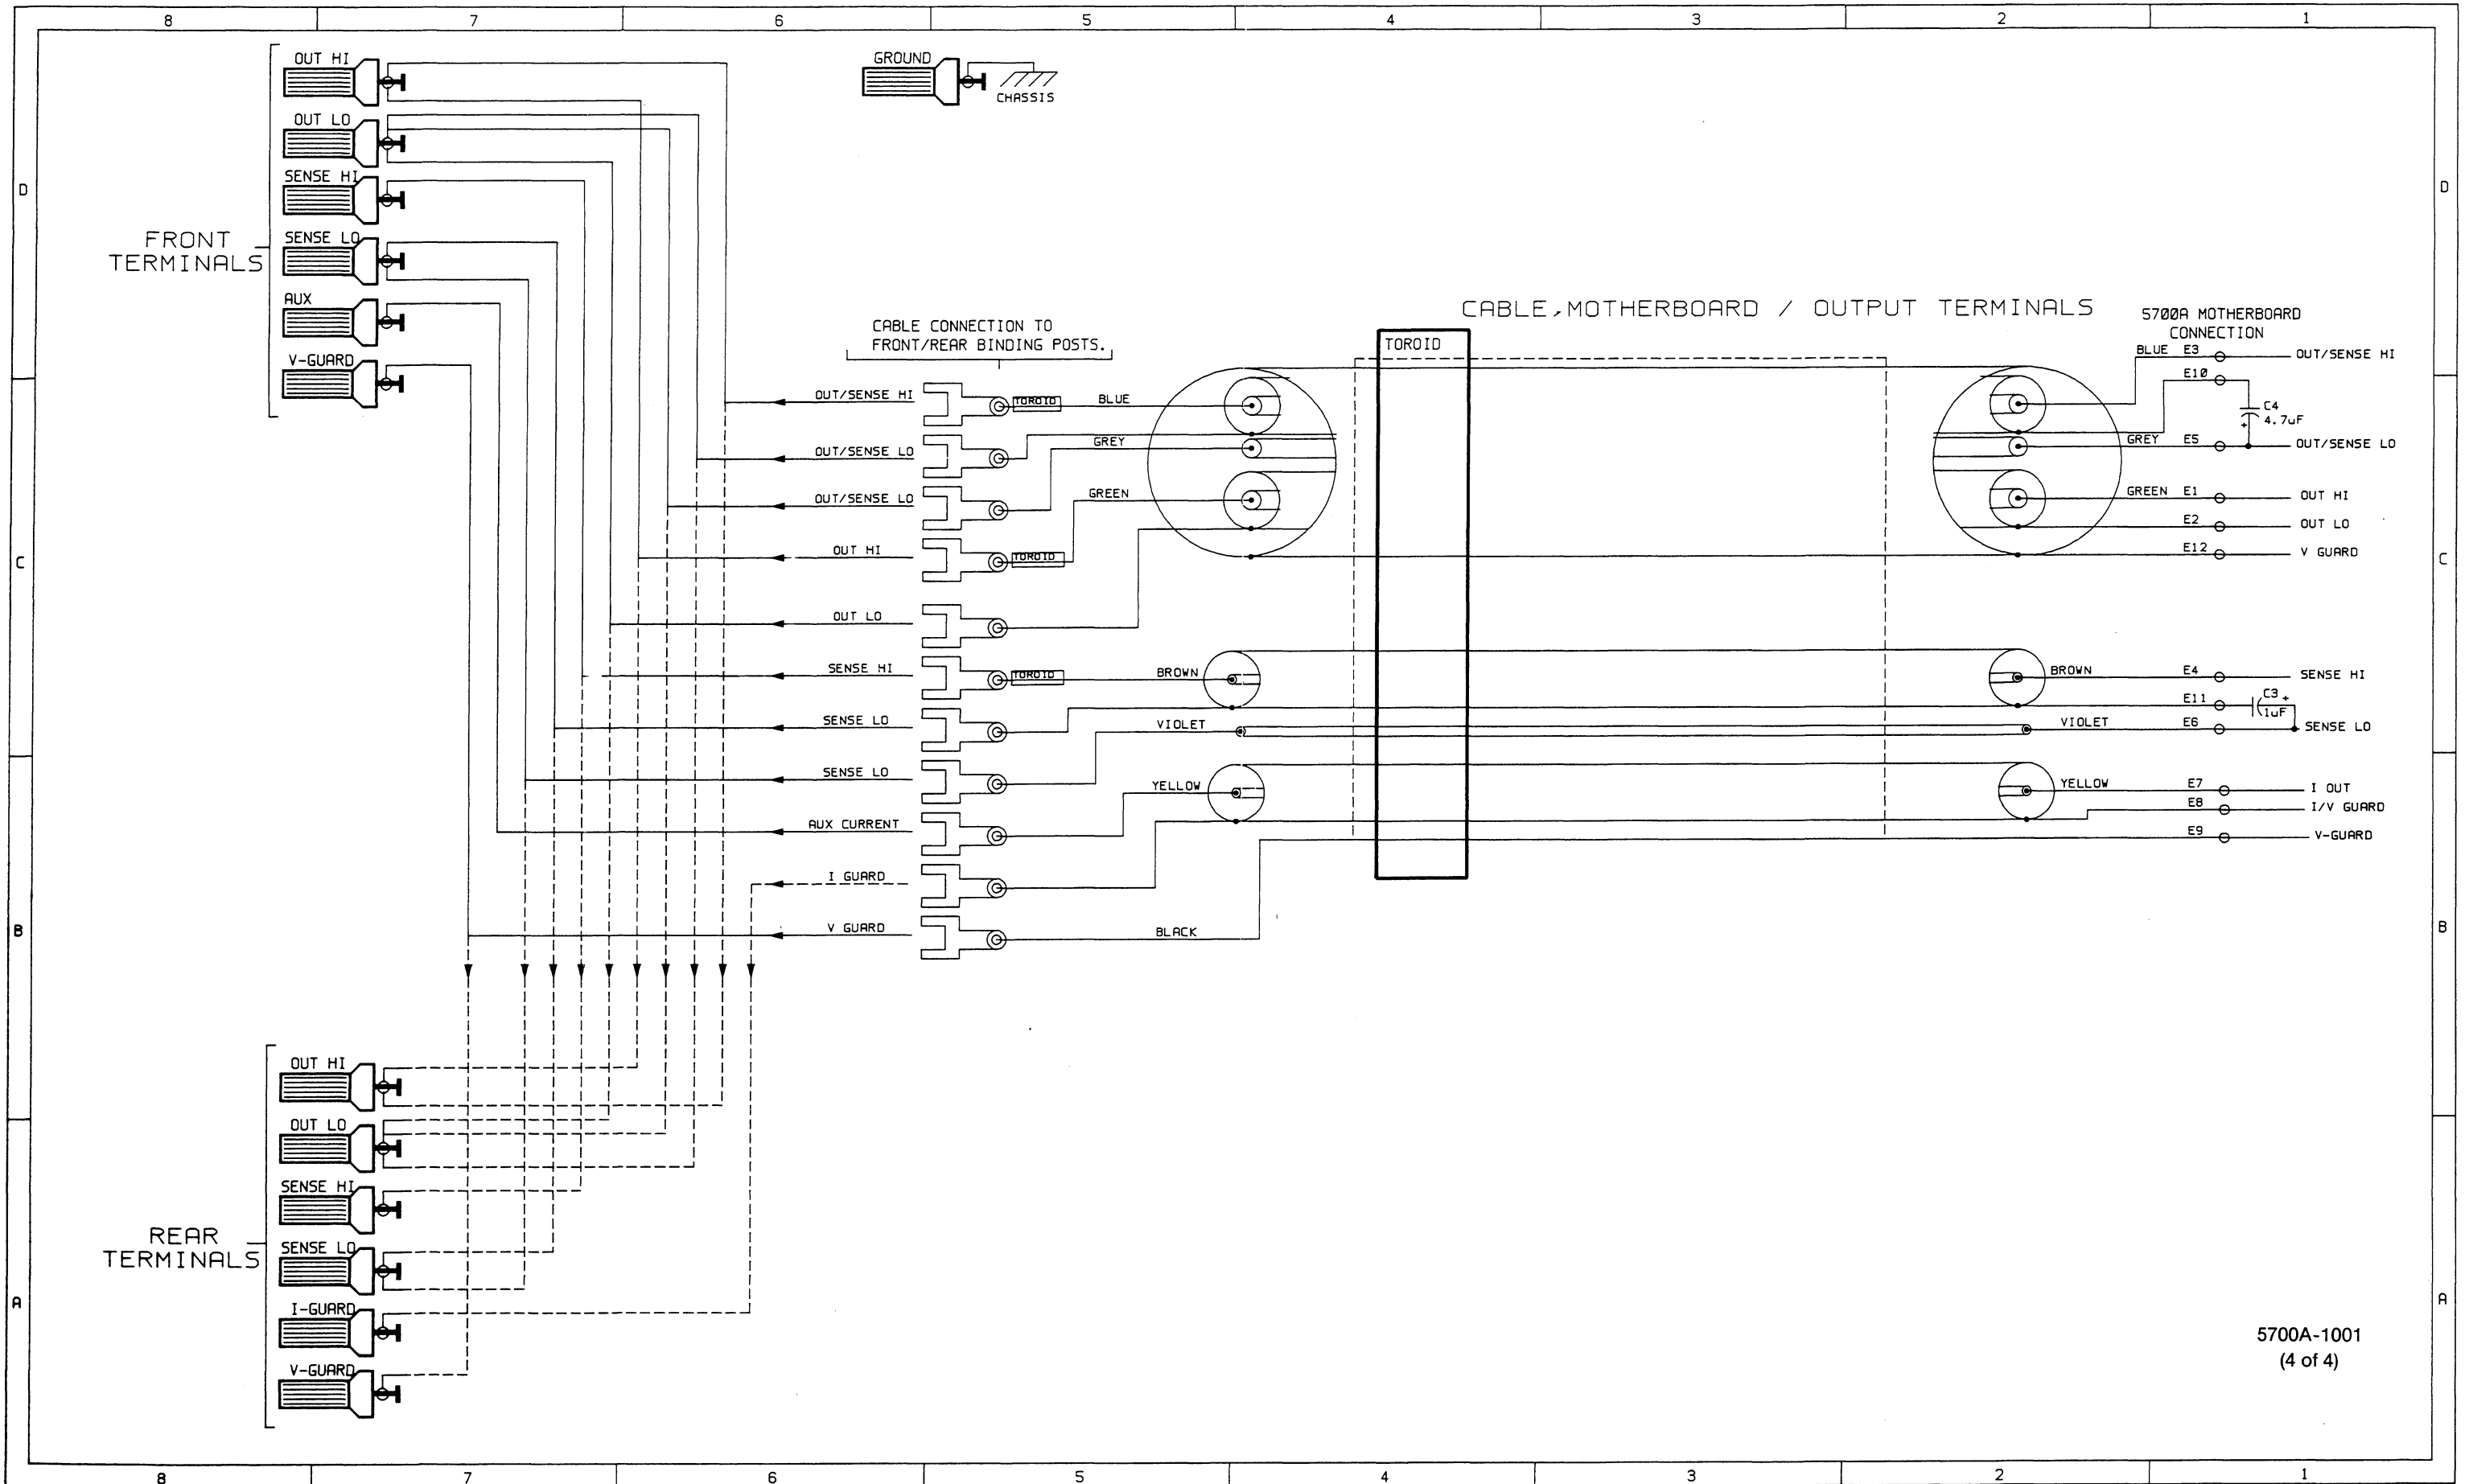 8 7 6 5 4 3 2 1
OUT HI
OUT LO
SENSE HI
SENSE LO
AUX
V-GUARD
FRONT
TERMINALS
GROUND
CHASSIS
D
D
CABLE CONNECTION TO
FRONT/REAR BINDING POSTS.
CABLE,MOTHERBOARD / OUTPUT TERMINALS
TOROID
5700A MOTHERBOARD
CONNECTION
OUT/SENSE HI
TOROID
BLUE
OUT/SENSE LO
GREY
OUT/SENSE LO
GREEN
OUT HI
TOROID
OUT LO
SENSE HI
TOROID
BROWN
SENSE LO
VIOLET
SENSE LO
YELLOW
AUX CURRENT
I GUARD
V GUARD
BLACK
BLUE E3 OUT/SENSE HI
E10
C4
4.7uF
+
GREY E5 OUT/SENSE LO
GREEN E1 OUT HI
E2 OUT LO
E12 V GUARD
BROWN E4 SENSE HI
E11 C3 +
1uF
VIOLET E6 SENSE LO
YELLOW E7 I OUT
E8 I/V GUARD
E9 V-GUARD
C
C
B
B
OUT HI
OUT LO
SENSE HI
SENSE LO
I-GUARD
V-GUARD
REAR
TERMINALS
A
A
5700A-1001
(4 of 4)
8 7 6 5 4 3 2 1